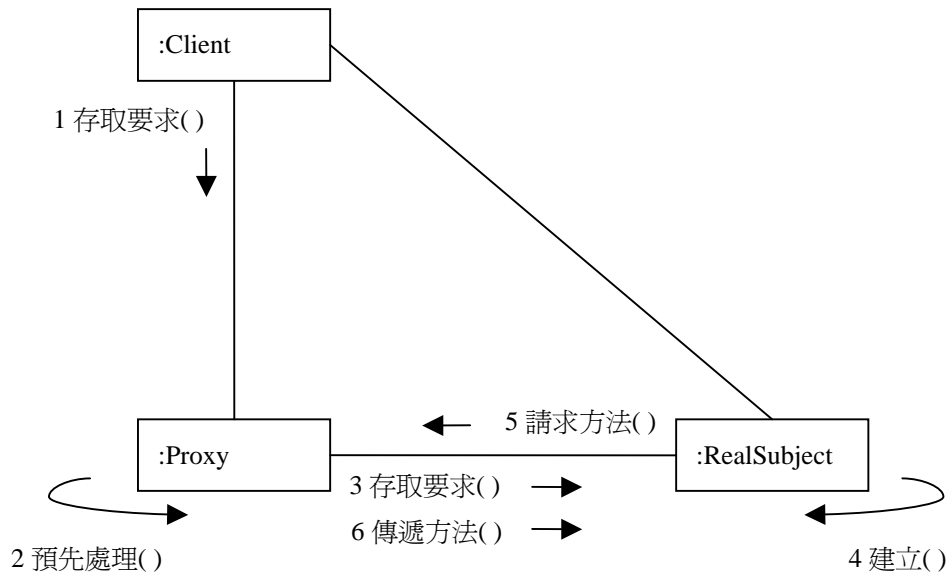 :Client
1 存取要求( )
5 請求方法( )
:Proxy
:RealSubject
3 存取要求( )
6 傳遞方法( )
2 預先處理( )
4 建立( )